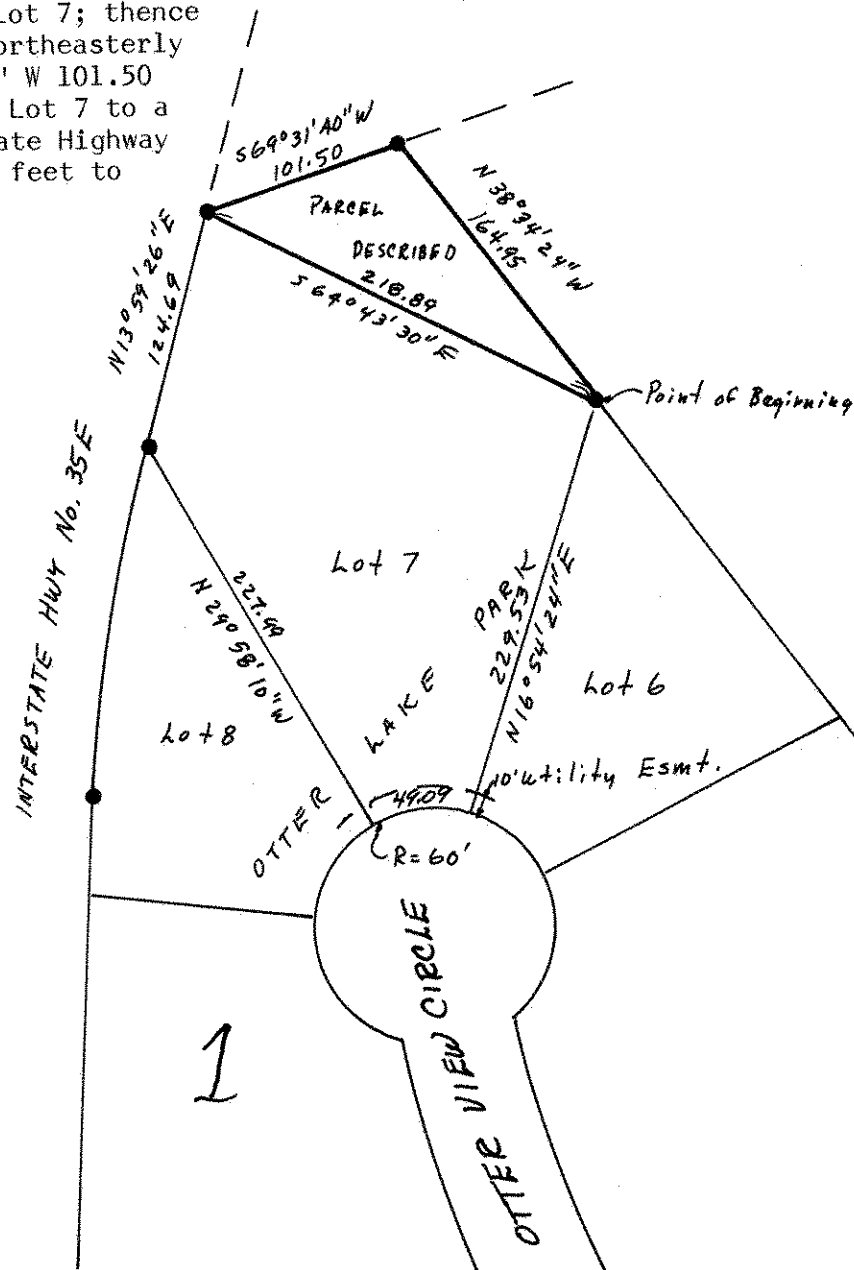 Lot 7; thence
ortheasterly
' W 101.50
Lot 7 to a
ate Highway
feet to
S69°31'40"W
101.50
N38°34'24"W
164.95
PARCEL
DESCRIBED
218.89
S64°43'30"E
N13°59'26"E
124.69
Point of Beginning
INTERSTATE HWY No. 35E
Lot 7
227.99
N29°58'10"W
PARK
229.53
N16°54'24"E
Lot 6
LAKE
Lot 8
10' Utility Esmt.
49.09
OTTER
R=60'
1
OTTER VIEW CIRCLE